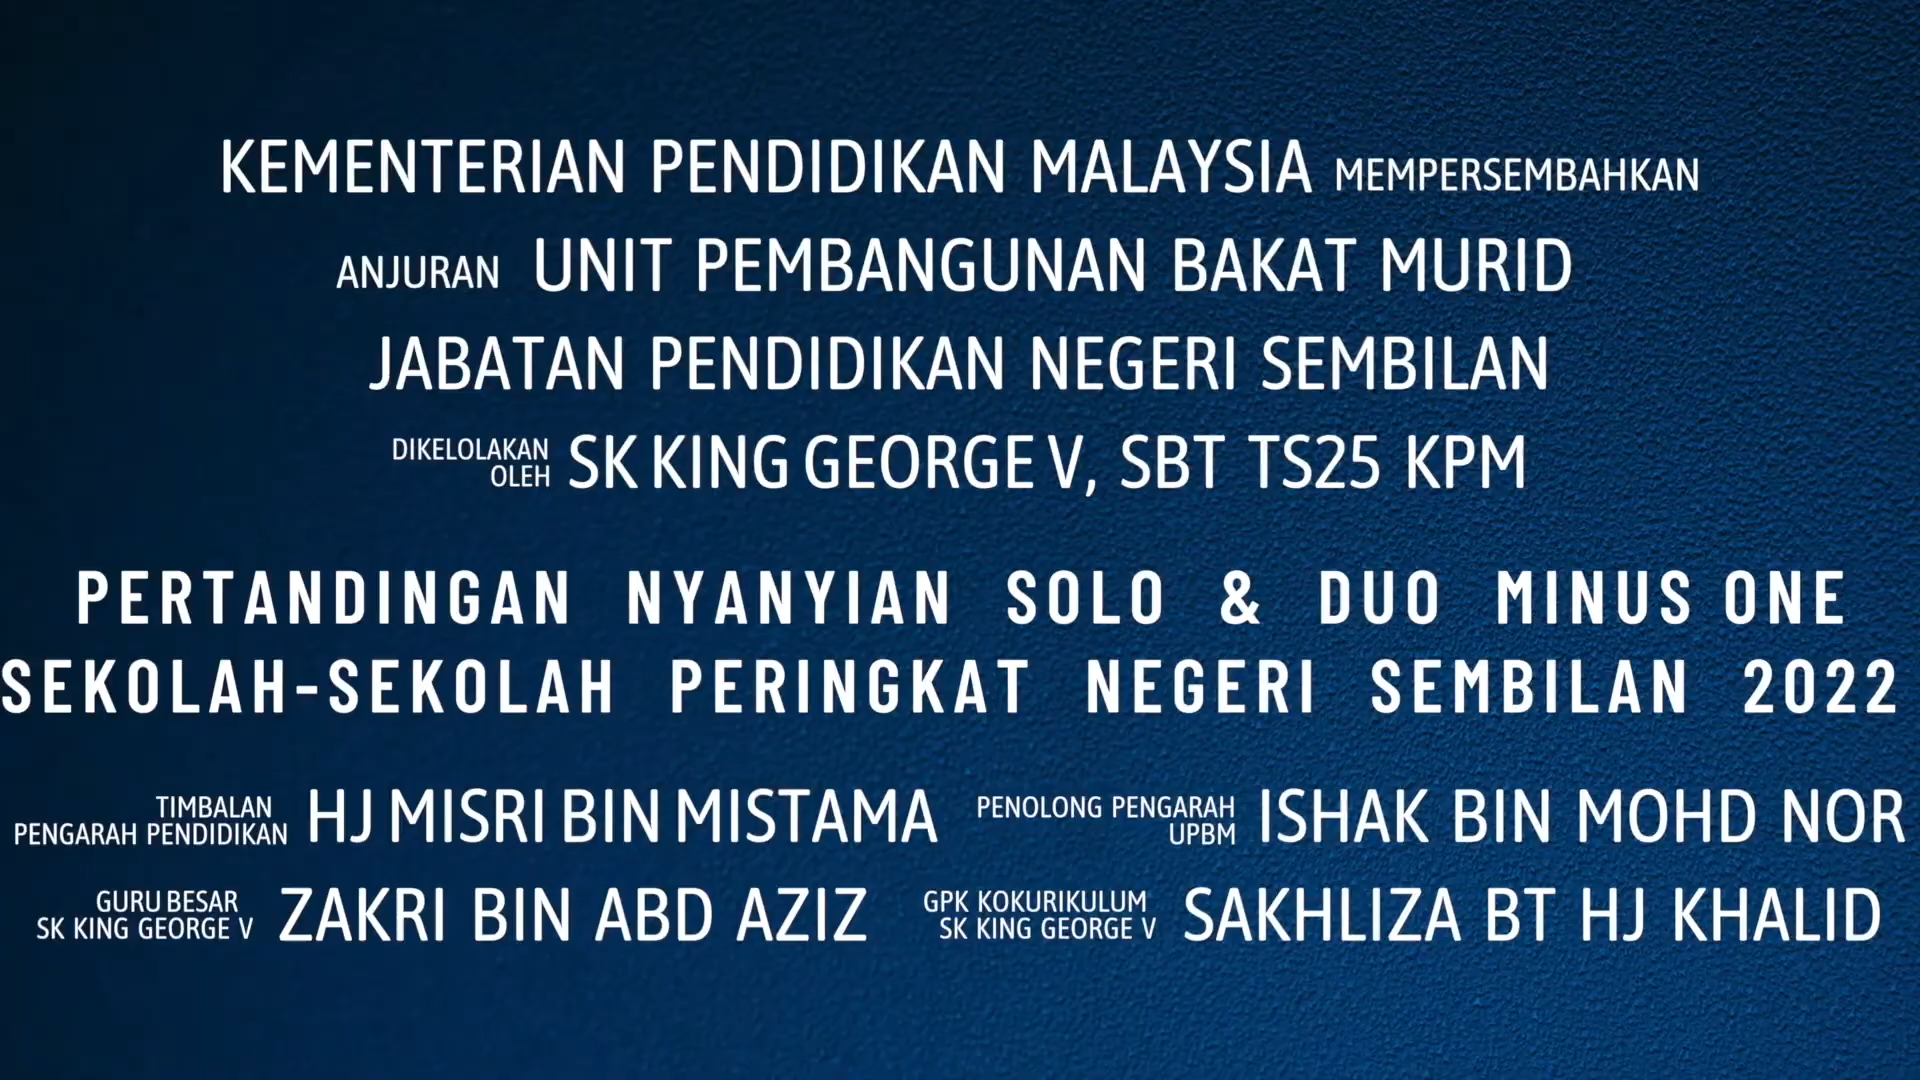 KEMENTERIAN PENDIDIKAN MALAYSIA MEMPERSEMBAHKAN
ANJURAN UNIT PEMBANGUNAN BAKAT MURID
JABATAN PENDIDIKAN NEGERI SEMBILAN
DIKELOLAKAN OLEH SK KING GEORGE V, SBT TS25 KPM
PERTANDINGAN NYANYIAN SOLO & DUO MINUS ONE
SEKOLAH-SEKOLAH PERINGKAT NEGERI SEMBILAN 2022
TIMBALAN PENGARAH PENDIDIKAN HJ MISRI BIN MISTAMA PENOLONG PENGARAH UPBM ISHAK BIN MOHD NOR
GURU BESAR SK KING GEORGE V ZAKRI BIN ABD AZIZ GPK KOKURIKULUM SK KING GEORGE V SAKHLIZA BT HJ KHALID